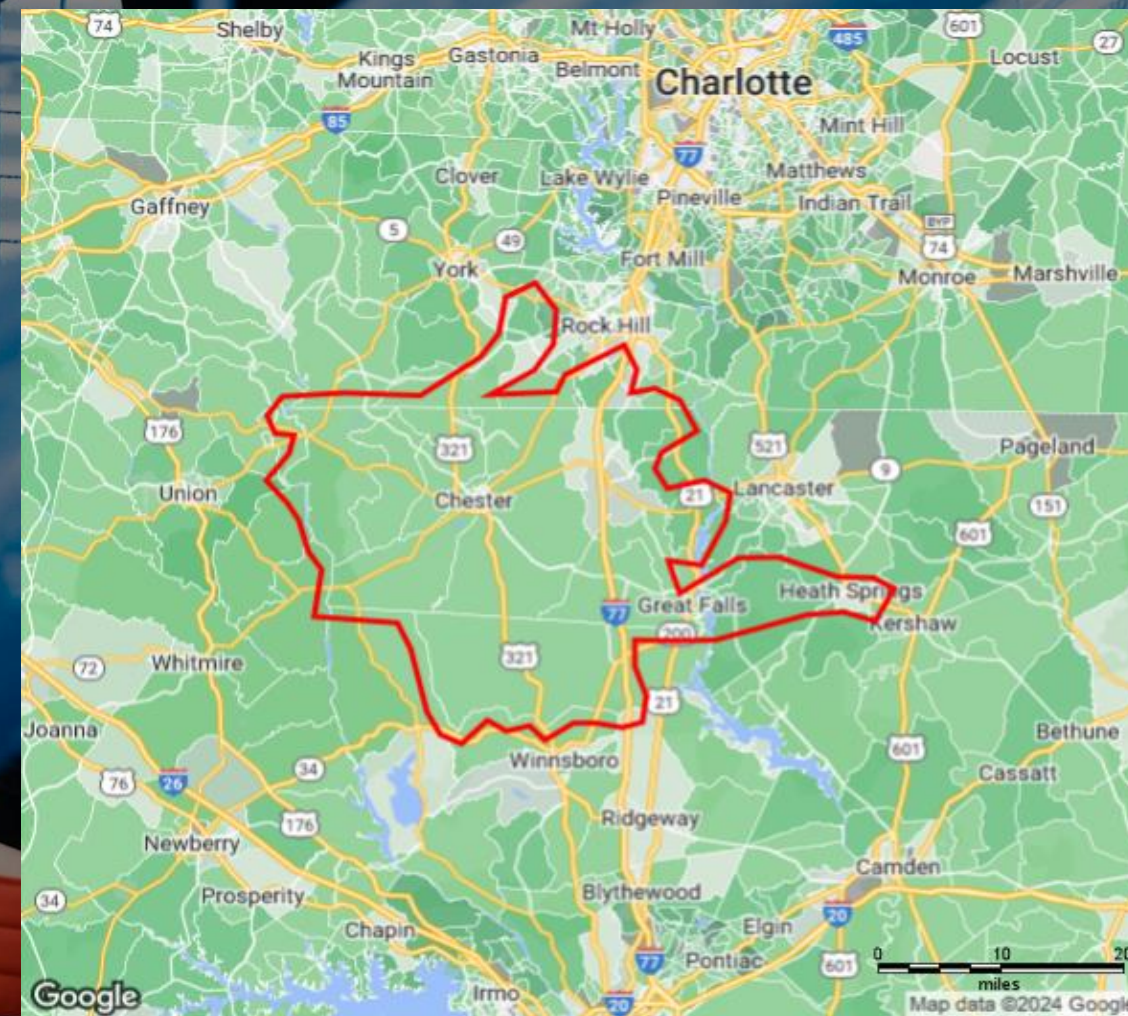 74
Shelby
Mt Holly
485
601
Kings
Mountain
Gastonia
Belmont
Charlotte
Locust
27
85
Mint Hill
77
Clover
Lake Wylie
Matthews
Pineville
Gaffney
Indian Trail
5
49
BYP
74
York
Fort Mill
Monroe
Marshville
Rock Hill
176
321
521
Pageland
9
Union
Chester
21
Lancaster
151
601
77
Great Falls
Heath Springs
Kershaw
200
72
Whitmire
321
21
Joanna
Bethune
601
76
26
34
Winnsboro
Cassatt
176
Ridgeway
Newberry
Camden
34
Prosperity
Blythewood
Chapin
Elgin
20
77
Pontiac
601
0 10 20
miles
Irmo
20
Google
Map data ©2024 Google